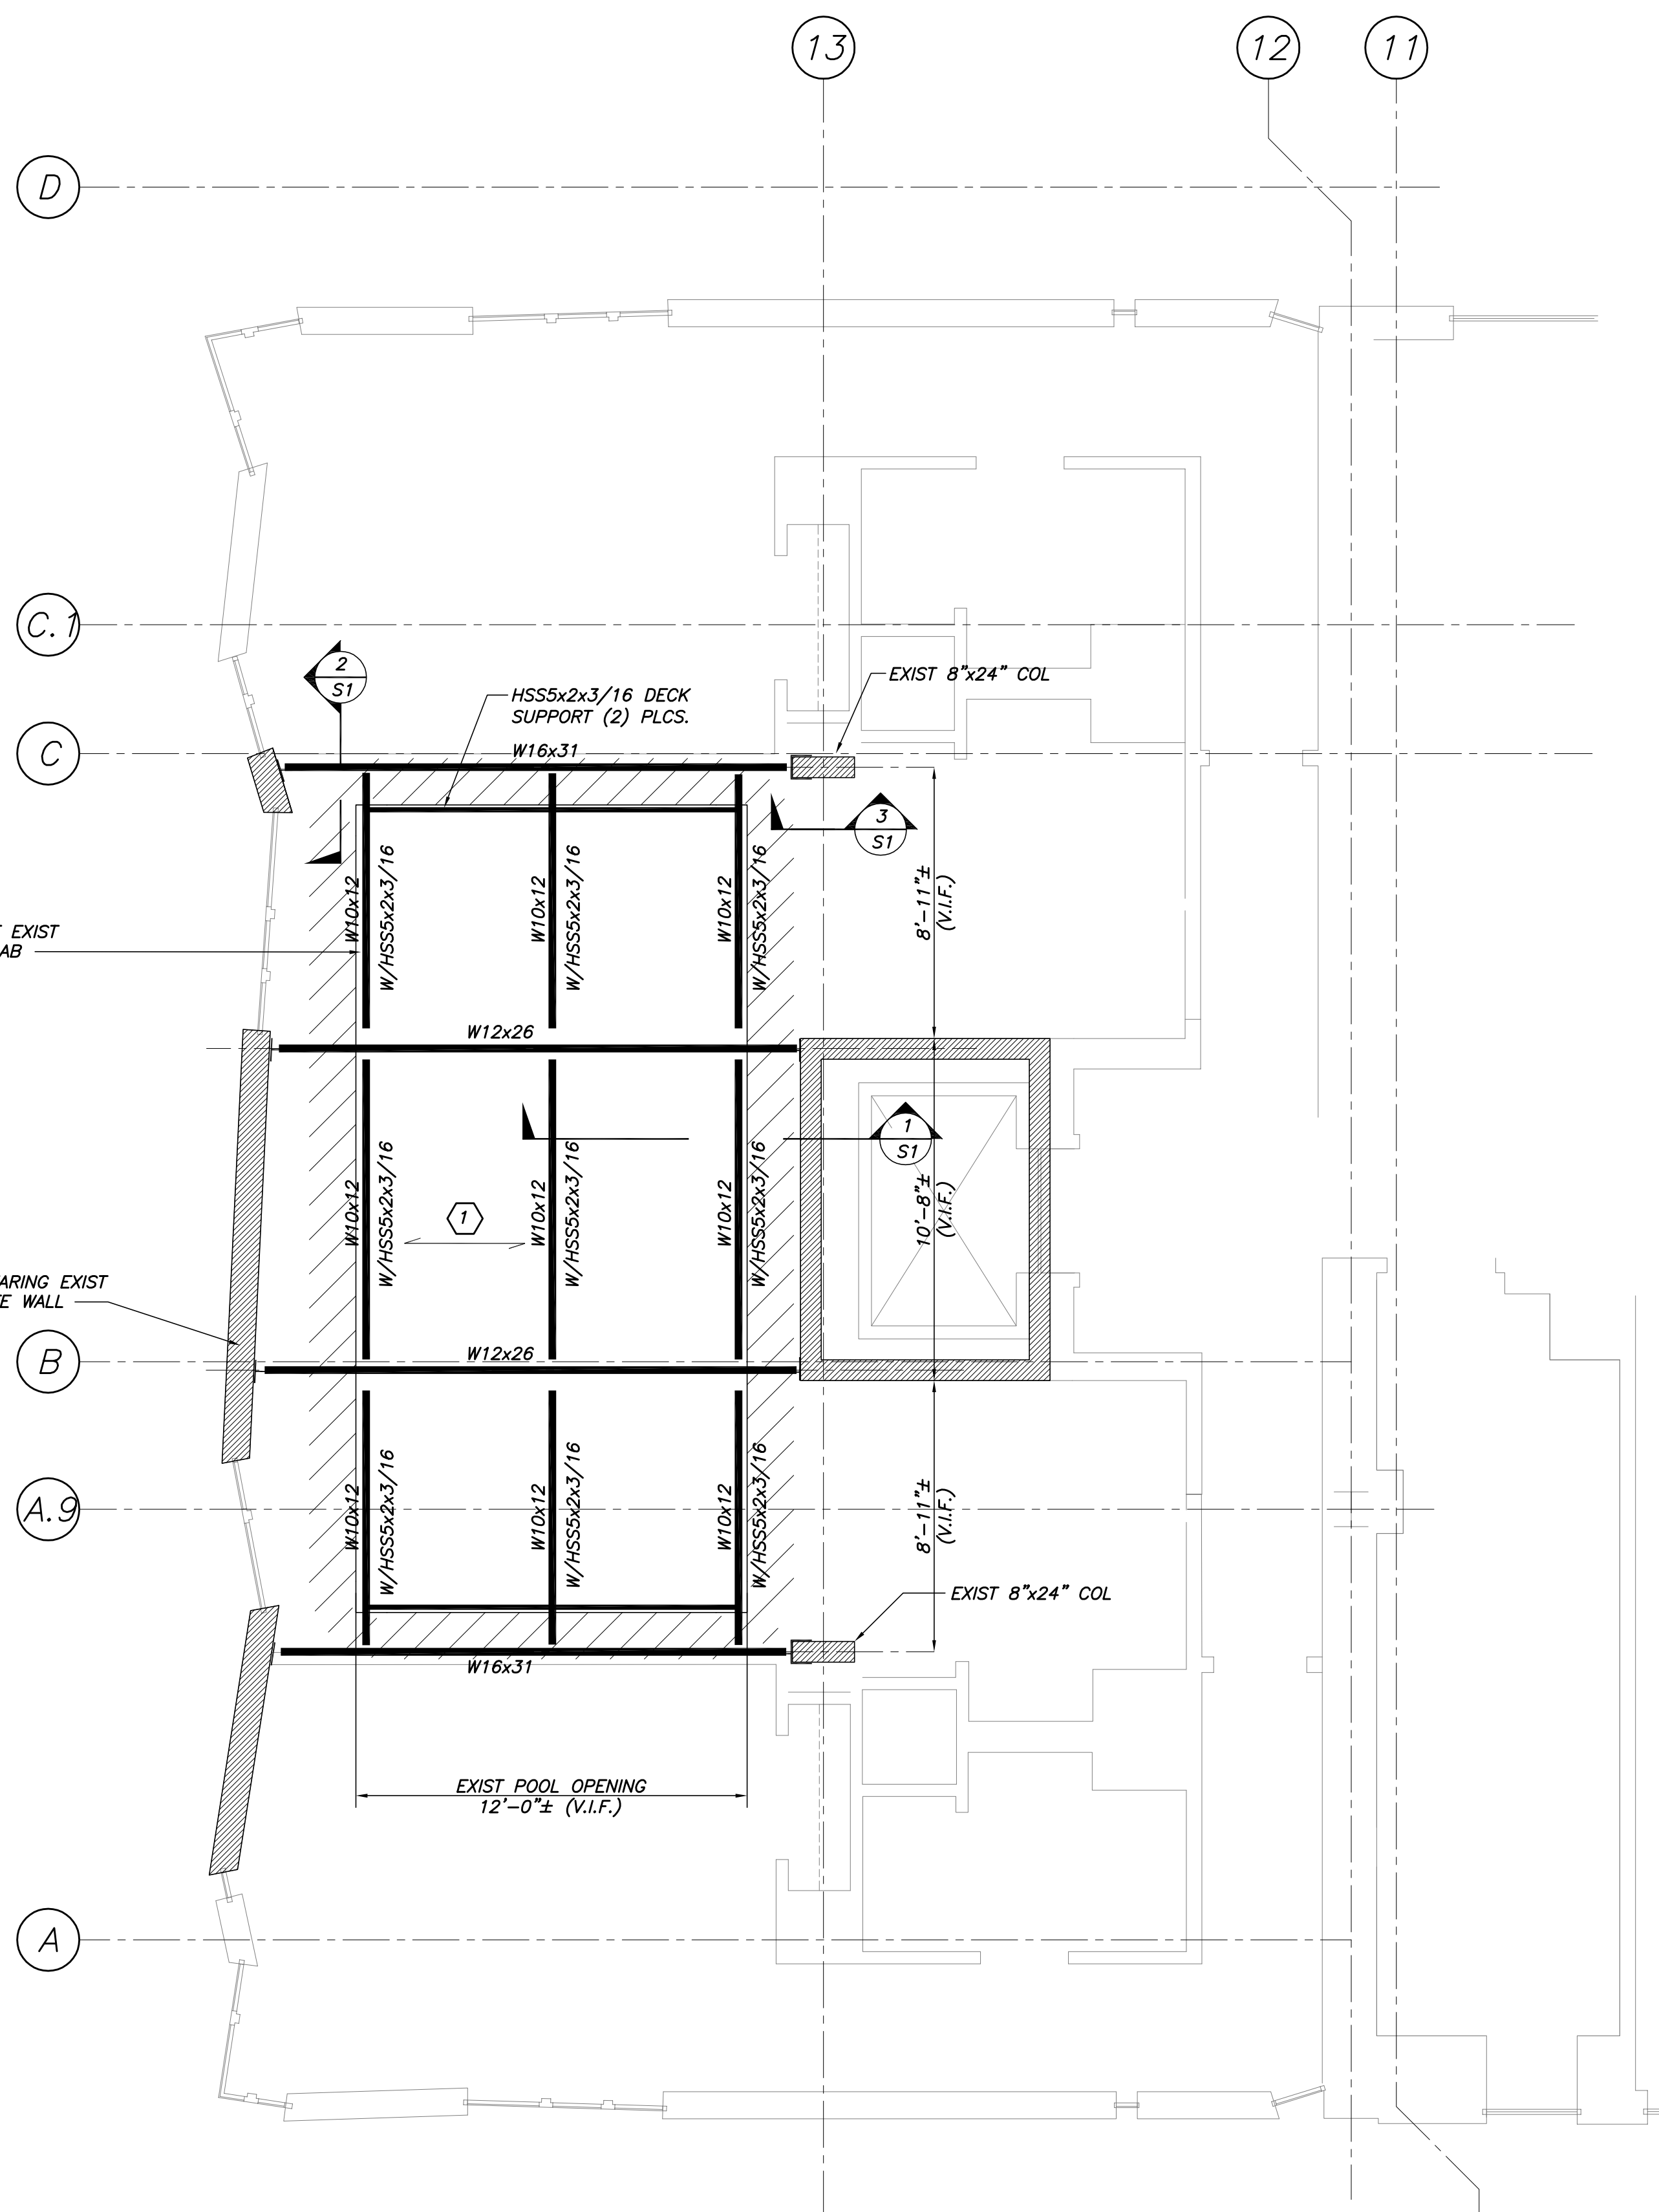 13
12
11
D
C.1
2
S1
EXIST 8"x24" COL
HSS5x2x3/16 DECK
SUPPORT (2) PLCS.
C
W16x31
3
S1
W10x12
W/HSS5x2x3/16
W10x12
W/HSS5x2x3/16
W10x12
W/HSS5x2x3/16
8'-11"±
(V.I.F.)
EXIST
W12x26
1
S1
W10x12
W/HSS5x2x3/16
1
W10x12
W/HSS5x2x3/16
W10x12
W/HSS5x2x3/16
10'-8"±
(V.I.F.)
EXIST
WALL
B
W12x26
W10x12
W/HSS5x2x3/16
W10x12
W/HSS5x2x3/16
W10x12
W/HSS5x2x3/16
8'-11"±
(V.I.F.)
A.9
EXIST 8"x24" COL
W16x31
EXIST POOL OPENING
12'-0"± (V.I.F.)
A